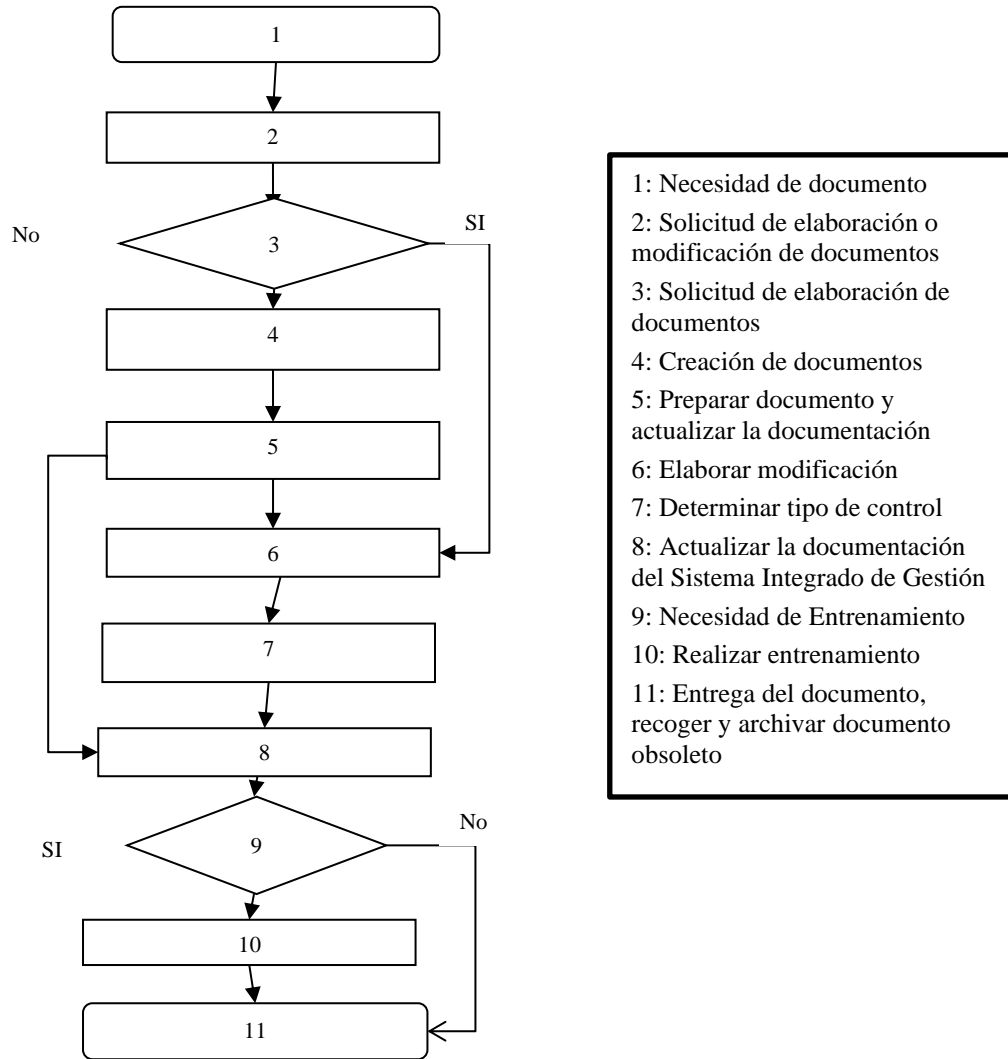 1
2
No
SI
3
4
5
6
7
8
SI
No
9
10
11
1: Necesidad de documento
2: Solicitud de elaboración o
modificación de documentos
3: Solicitud de elaboración de
documentos
4: Creación de documentos
5: Preparar documento y
actualizar la documentación
6: Elaborar modificación
7: Determinar tipo de control
8: Actualizar la documentación
del Sistema Integrado de Gestión
9: Necesidad de Entrenamiento
10: Realizar entrenamiento
11: Entrega del documento,
recoger y archivar documento
obsoleto